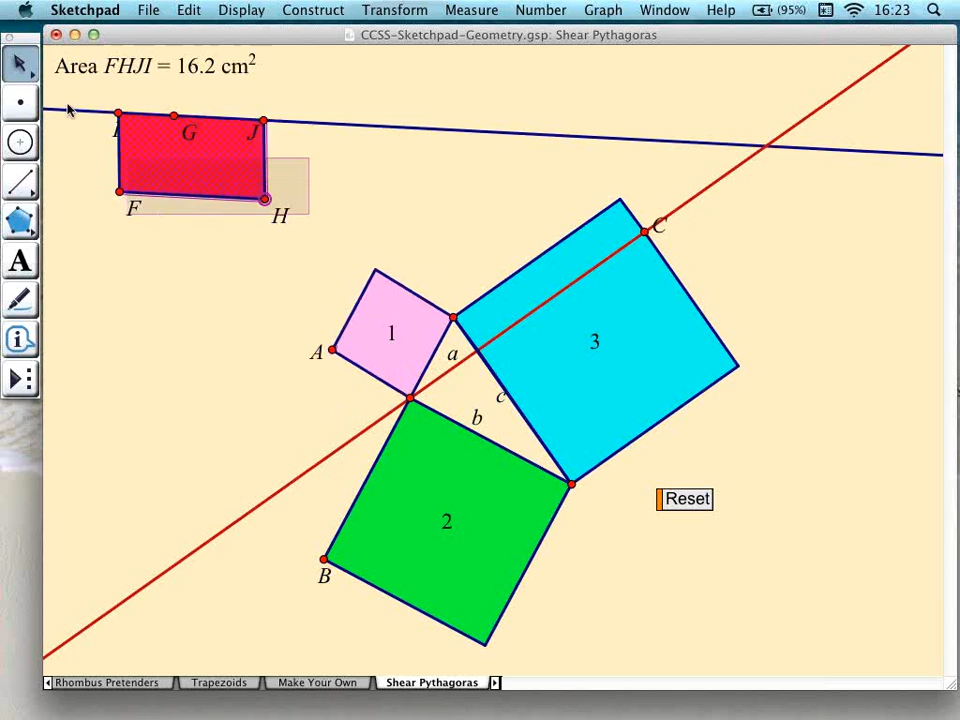 Sketchpad File Edit Display Construct Transform Measure Number Graph Window Help (95%) 16:23
CCSS-Sketchpad-Geometry.gsp: Shear Pythagoras
Area FHJI = 16.2 cm²
I G J
F H
C
1
A a 3
c
b
2
Reset
B
A
i
Rhombus Pretenders Trapezoids Make Your Own Shear Pythagoras